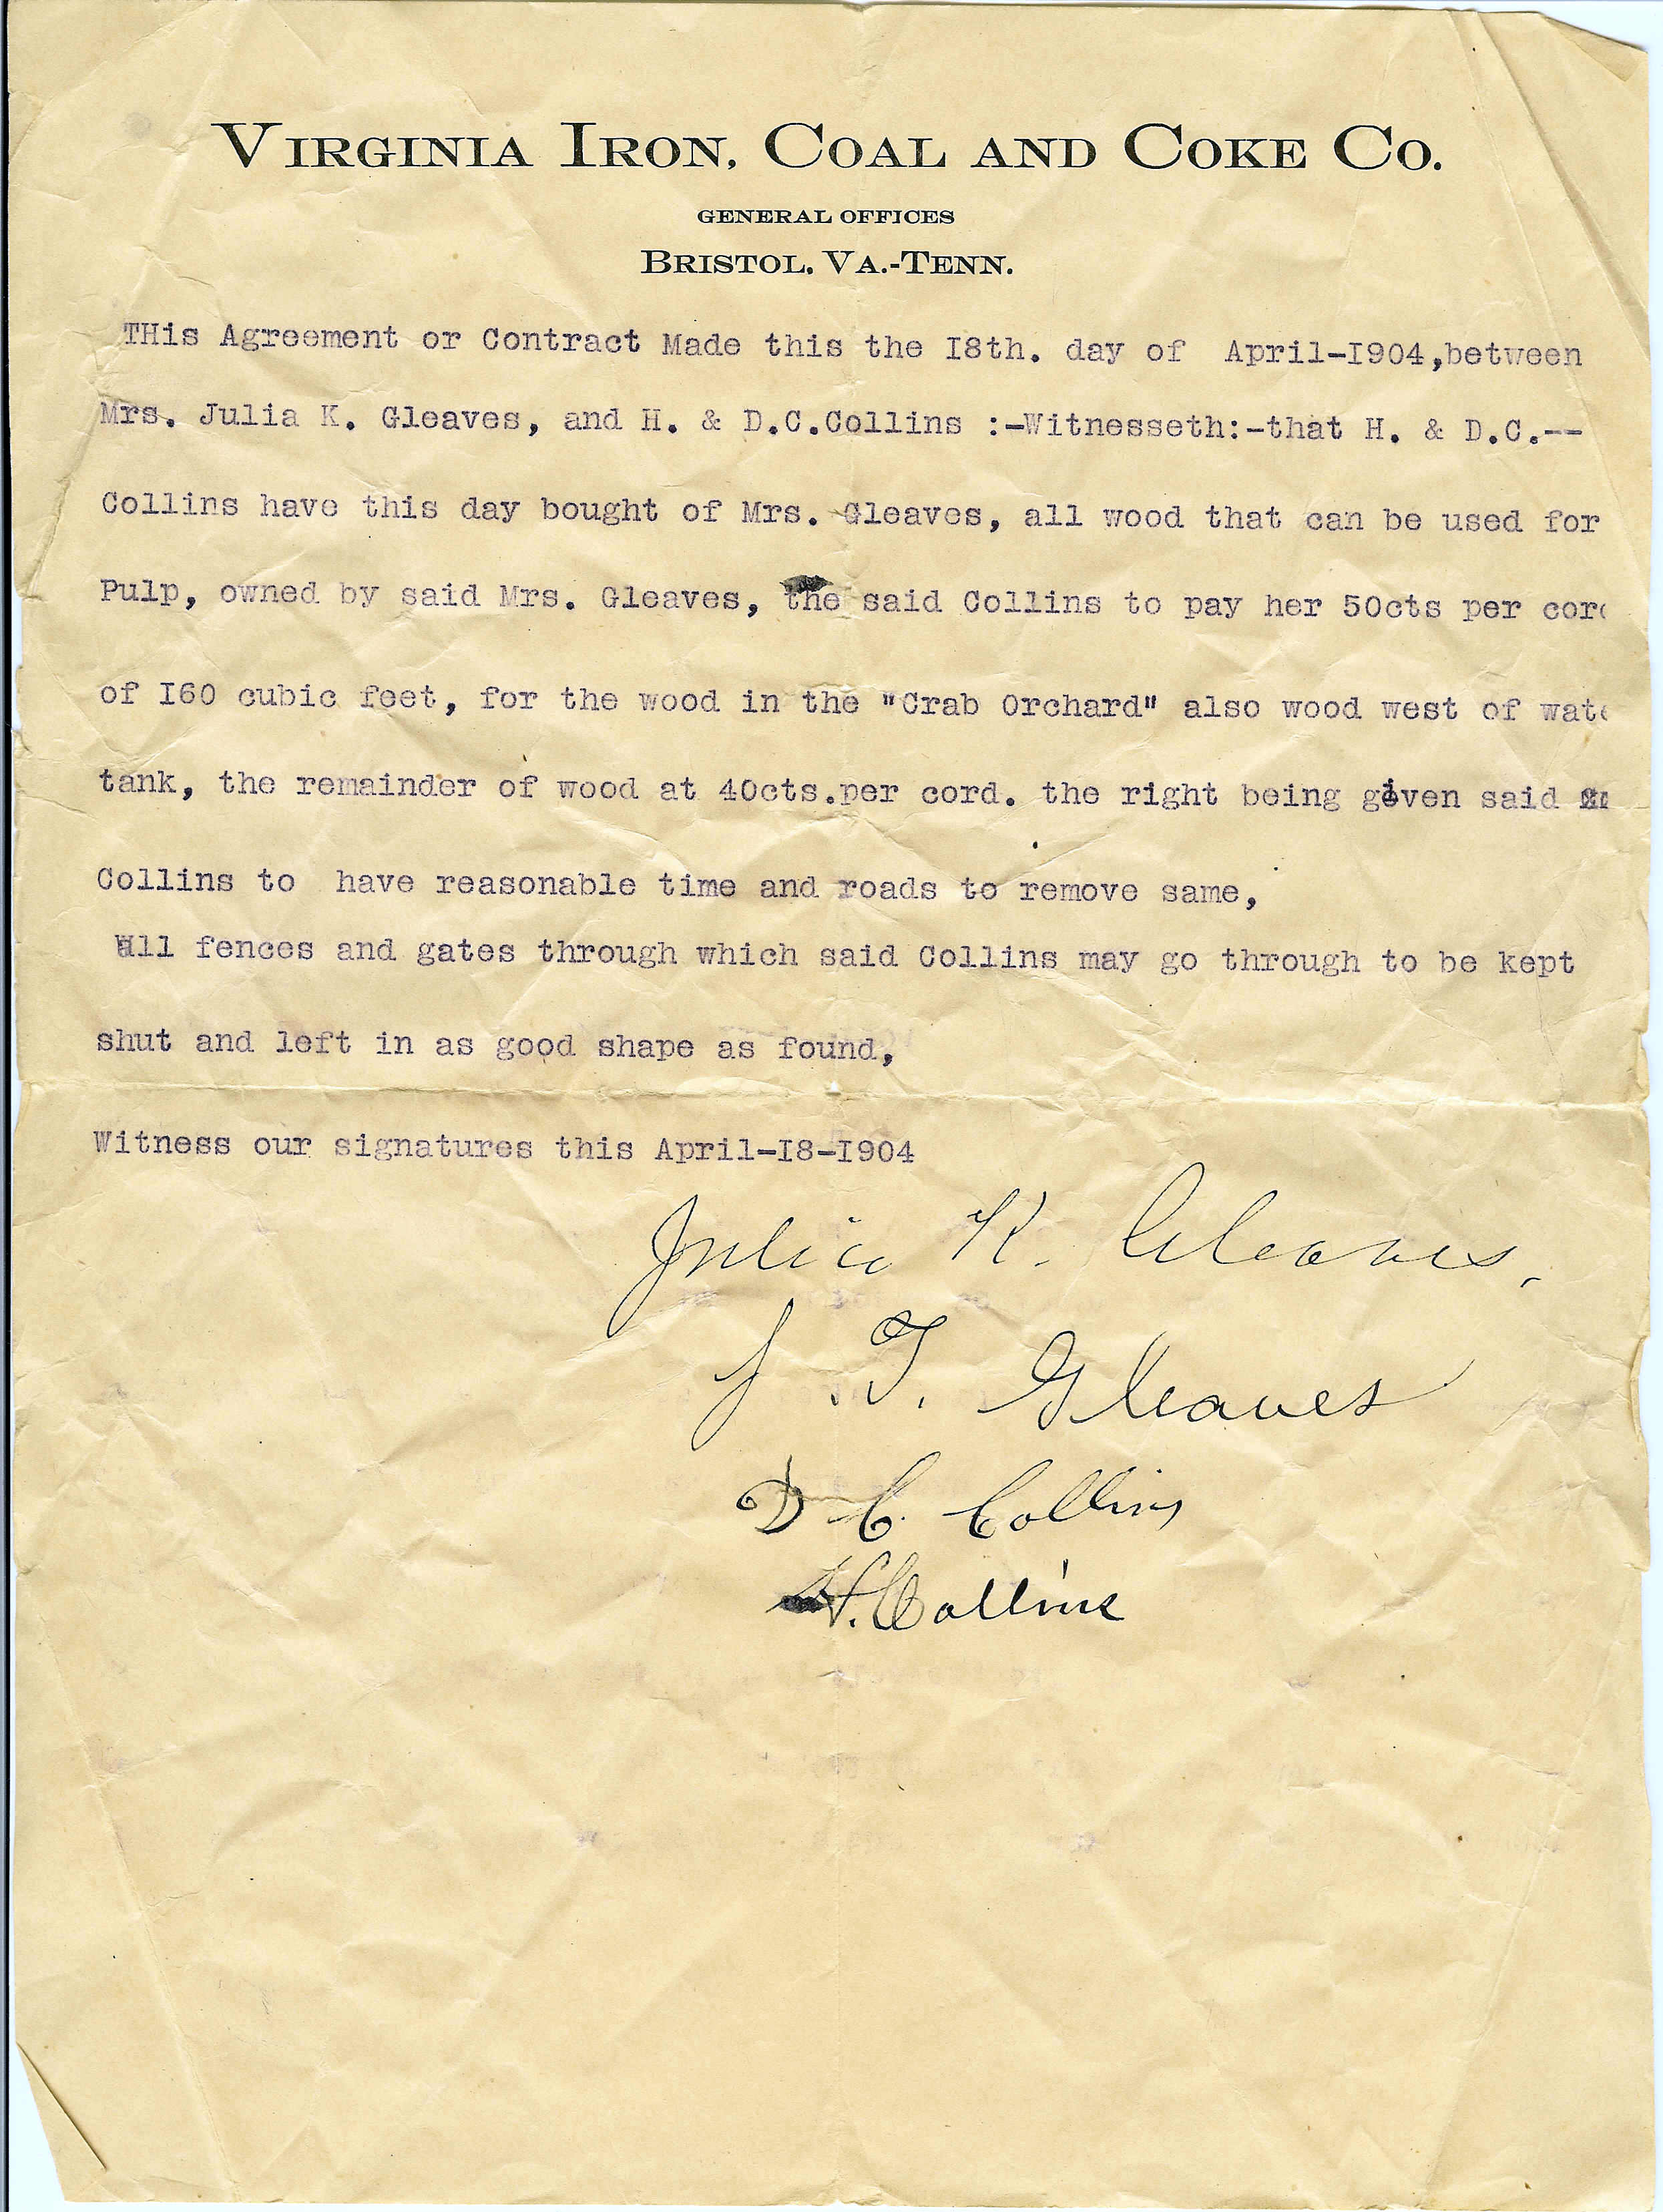 VIRGINIA IRON, COAL AND COKE CO.
GENERAL OFFICES
BRISTOL, VA.-TENN.
THis Agreement or Contract Made this the I8th. day of April-I904,between
Mrs. Julia K. Gleaves, and H. & D.C.Collins :-Witnesseth:-that H. & D.C.--
Collins have this day bought of Mrs. Gleaves, all wood that can be used for
Pulp, owned by said Mrs. Gleaves, the said Collins to pay her 50cts per cord
of I60 cubic feet, for the wood in the "Crab Orchard" also wood west of wate
tank, the remainder of wood at 40cts.per cord. the right being given said
Collins to have reasonable time and roads to remove same,
All fences and gates through which said Collins may go through to be kept
shut and left in as good shape as found,
Witness our signatures this April-I8-I904
Julia K. Gleaves.
J. T. Gleaves
D C. Collins
H. Collins